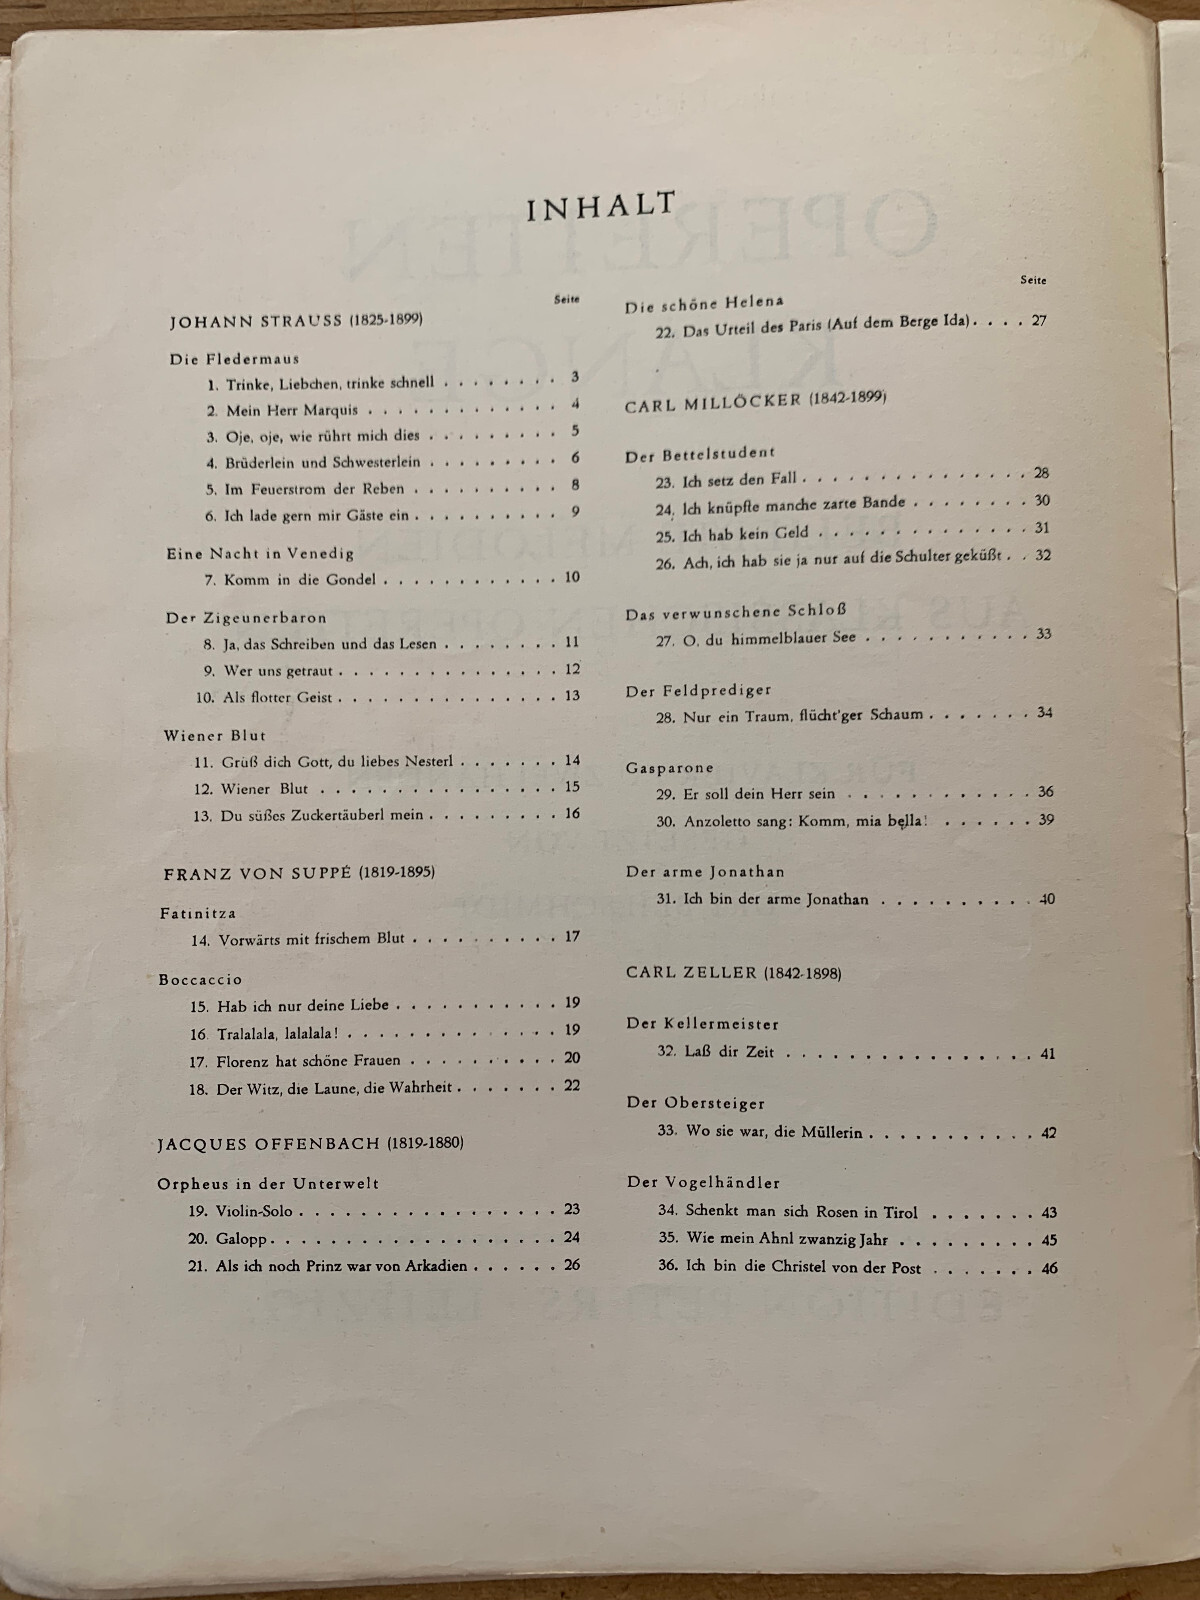 INHALT
Seite
JOHANN STRAUSS (1825-1899)
Die Fledermaus
1. Trinke, Liebchen, trinke schnell . . . . . . . . 3
2. Mein Herr Marquis . . . . . . . . . . . . 4
3. Oje, oje, wie rührt mich dies . . . . . . . . . 5
4. Brüderlein und Schwesterlein . . . . . . . . . 6
5. Im Feuerstrom der Reben . . . . . . . . . . 8
6. Ich lade gern mir Gäste ein . . . . . . . . . . 9
Eine Nacht in Venedig
7. Komm in die Gondel . . . . . . . . . . . . 10
Der Zigeunerbaron
8. Ja, das Schreiben und das Lesen . . . . . . . . 11
9. Wer uns getraut . . . . . . . . . . . . . . . 12
10. Als flotter Geist . . . . . . . . . . . . . . . 13
Wiener Blut
11. Grüß dich Gott, du liebes Nesterl . . . . . . . 14
12. Wiener Blut . . . . . . . . . . . . . . . . 15
13. Du süßes Zuckertäuberl mein . . . . . . . . . 16
FRANZ VON SUPPÉ (1819-1895)
Fatinitza
14. Vorwärts mit frischem Blut . . . . . . . . . . 17
Boccaccio
15. Hab ich nur deine Liebe . . . . . . . . . . . 19
16. Tralalala, lalalala! . . . . . . . . . . . . . . 19
17. Florenz hat schöne Frauen . . . . . . . . . . 20
18. Der Witz, die Laune, die Wahrheit . . . . . . . 22
JACQUES OFFENBACH (1819-1880)
Orpheus in der Unterwelt
19. Violin-Solo . . . . . . . . . . . . . . . . . 23
20. Galopp . . . . . . . . . . . . . . . . . . . 24
21. Als ich noch Prinz war von Arkadien . . . . . . 26
Seite
Die schöne Helena
22. Das Urteil des Paris (Auf dem Berge Ida) . . . . 27
CARL MILLÖCKER (1842-1899)
Der Bettelstudent
23. Ich setz den Fall . . . . . . . . . . . . . . . 28
24. Ich knüpfte manche zarte Bande . . . . . . . . 30
25. Ich hab kein Geld . . . . . . . . . . . . . . 31
26. Ach, ich hab sie ja nur auf die Schulter geküßt . . 32
Das verwunschene Schloß
27. O, du himmelblauer See . . . . . . . . . . . 33
Der Feldprediger
28. Nur ein Traum, flücht'ger Schaum . . . . . . . 34
Gasparone
29. Er soll dein Herr sein . . . . . . . . . . . . 36
30. Anzoletto sang: Komm, mia bella! . . . . . . 39
Der arme Jonathan
31. Ich bin der arme Jonathan . . . . . . . . . . 40
CARL ZELLER (1842-1898)
Der Kellermeister
32. Laß dir Zeit . . . . . . . . . . . . . . . . 41
Der Obersteiger
33. Wo sie war, die Müllerin . . . . . . . . . . . 42
Der Vogelhändler
34. Schenkt man sich Rosen in Tirol . . . . . . . 43
35. Wie mein Ahnl zwanzig Jahr . . . . . . . . . 45
36. Ich bin die Christel von der Post . . . . . . . 46